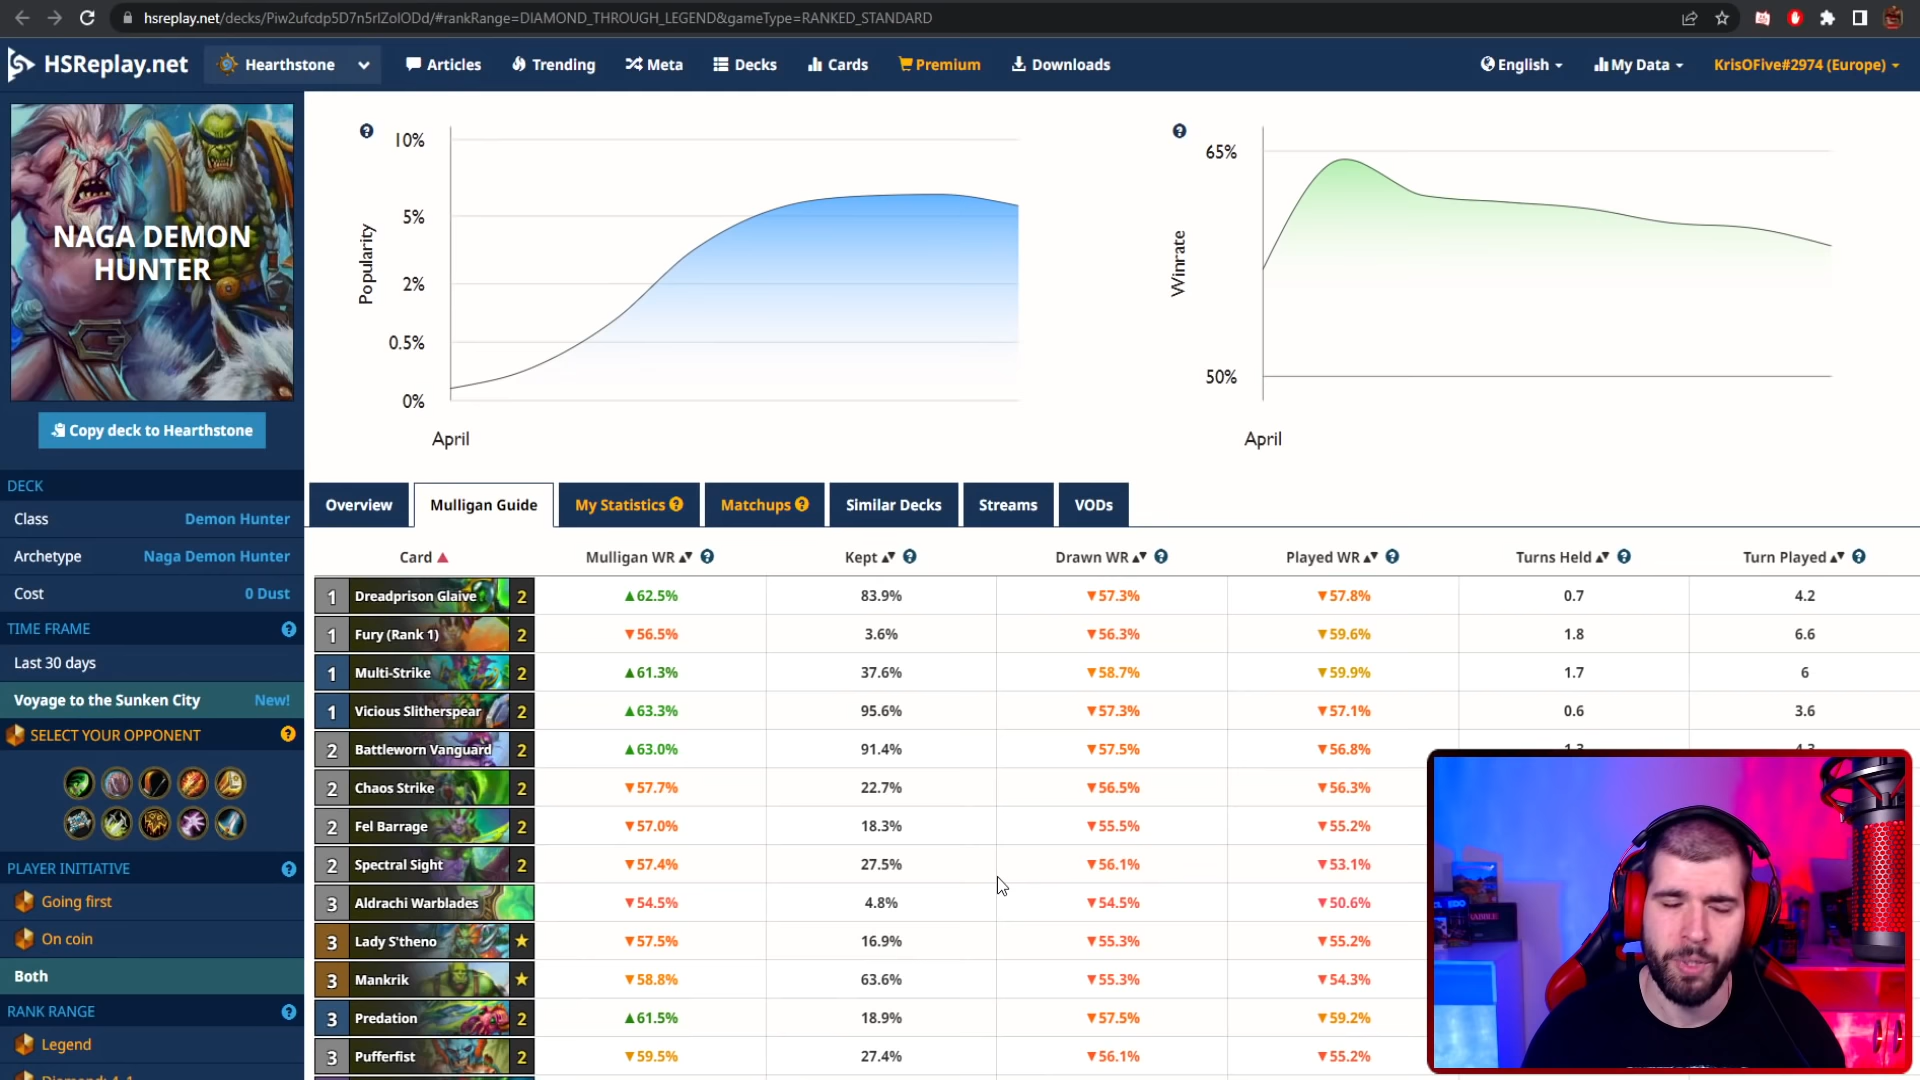 hsreplay.net/decks/Piw2ufcdp5D7n5rIZolODd/#rankRange=DIAMOND_THROUGH_LEGEND&gameType=RANKED_STANDARD
HSReplay.net Hearthstone Articles Trending Meta Decks Cards Premium Downloads English My Data KrisOFive#2974 (Europe)
NAGA DEMON
HUNTER
Copy deck to Hearthstone
DECK
Class Demon Hunter
Archetype Naga Demon Hunter
Cost 0 Dust
TIME FRAME
Last 30 days
Voyage to the Sunken City New!
SELECT YOUR OPPONENT
PLAYER INITIATIVE
Going first
On coin
Both
RANK RANGE
Legend
Popularity
10%
5%
2%
0.5%
0%
April
Winrate
65%
50%
April
Overview Mulligan Guide My Statistics Matchups Similar Decks Streams VODs
Card Mulligan WR Kept Drawn WR Played WR Turns Held Turn Played
1 Dreadprison Glaive 2 ▲62.5% 83.9% ▼57.3% ▼57.8% 0.7 4.2
1 Fury (Rank 1) 2 ▼56.5% 3.6% ▼56.3% ▼59.6% 1.8 6.6
1 Multi-Strike 2 ▲61.3% 37.6% ▼58.7% ▼59.9% 1.7 6
1 Vicious Slitherspear 2 ▲63.3% 95.6% ▼57.3% ▼57.1% 0.6 3.6
2 Battleworn Vanguard 2 ▲63.0% 91.4% ▼57.5% ▼56.8% 1.3 4.3
2 Chaos Strike 2 ▼57.7% 22.7% ▼56.5% ▼56.3%
2 Fel Barrage 2 ▼57.0% 18.3% ▼55.5% ▼55.2%
2 Spectral Sight 2 ▼57.4% 27.5% ▼56.1% ▼53.1%
3 Aldrachi Warblades ▼54.5% 4.8% ▼54.5% ▼50.6%
3 Lady S'theno ★ ▼57.5% 16.9% ▼55.3% ▼55.2%
3 Mankrik ★ ▼58.8% 63.6% ▼55.3% ▼54.3%
3 Predation 2 ▲61.5% 18.9% ▼57.5% ▼59.2%
3 Pufferfist 2 ▼59.5% 27.4% ▼56.1% ▼55.2%